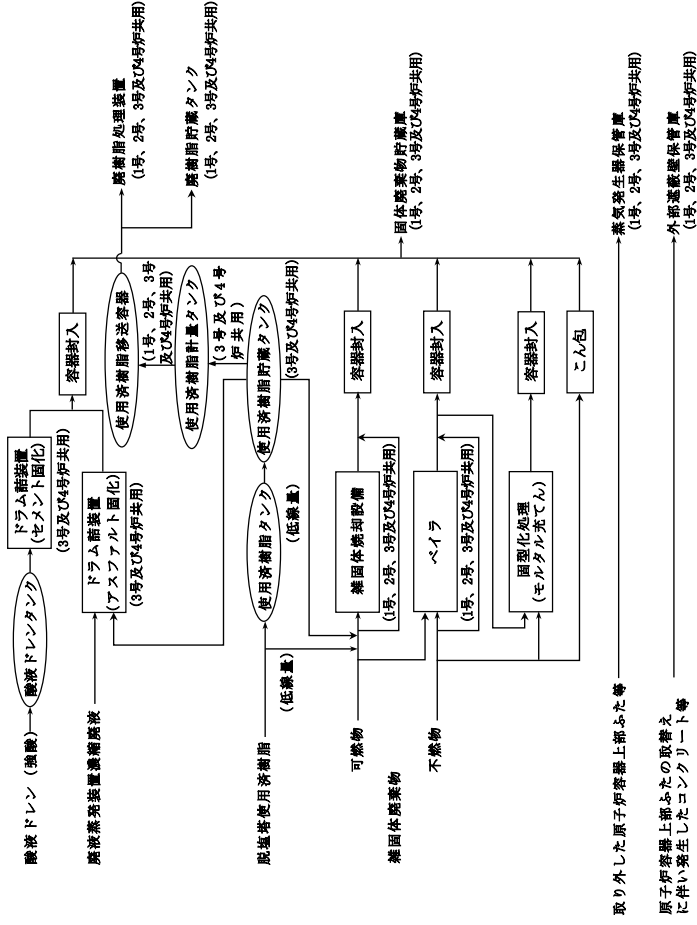 酸液ドレン（強酸）
酸液ドレンタンク
ドラム詰装置
(セメント固化)
(3号及び4号炉共用)
廃液蒸発装置濃縮廃液
ドラム詰装置
(アスファルト固化)
(3号及び4号炉共用)
容器封入
使用済樹脂移送容器
(1号、2号、3号
及び4号炉共用)
廃樹脂処理装置
(1号、2号、3号及び4号炉共用)
廃樹脂貯蔵タンク
(1号、2号、3号及び4号炉共用)
使用済樹脂計量タンク
(3号及び4号
炉共用)
脱塩塔使用済樹脂
使用済樹脂タンク
使用済樹脂貯蔵タンク
(3号及び4号炉共用)
(低線量)
(低線量)
雑固体廃棄物
可燃物
雑固体焼却設備
(1号、2号、3号及び4号炉共用)
容器封入
固体廃棄物貯蔵庫
(1号、2号、3号及び4号炉共用)
不燃物
ベイラ
(1号、2号、3号及び4号炉共用)
容器封入
固型化処理
(モルタル充てん)
容器封入
こん包
取り外した原子炉容器上部ふた等
蒸気発生器保管庫
(1号、2号、3号及び4号炉共用)
原子炉容器上部ふたの取替え
に伴い発生したコンクリート等
外部遮蔽壁保管庫
(1号、2号、3号及び4号炉共用)